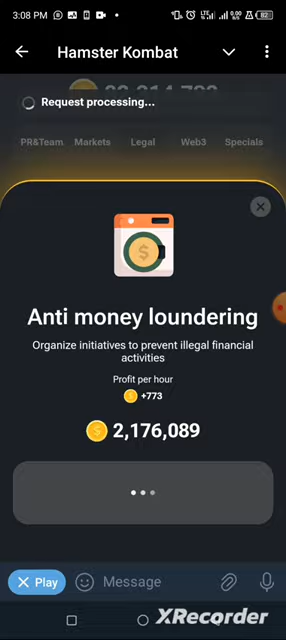 3:08 PM
82
Hamster Kombat
Request processing...
PR&Team Markets Legal Web3 Specials
Anti money loundering
Organize initiatives to prevent illegal financial
activities
Profit per hour
+773
2,176,089
Play
Message
XRecorder